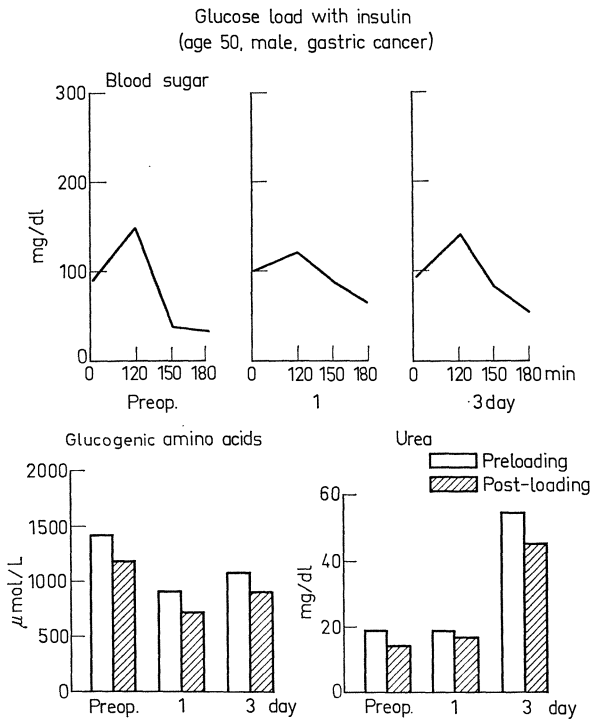 Glucose load with insulin
(age 50, male, gastric cancer)
Blood sugar
300
200
100
0
mg/dl
0 120 150 180
0 120 150 180
0 120 150 180 min
Preop. 1 3 day
Glucogenic amino acids
2000
1500
1000
500
0
μmol/L
Preop. 1 3 day
Urea
Preloading
Post-loading
60
40
20
0
mg/dl
Preop. 1 3 day